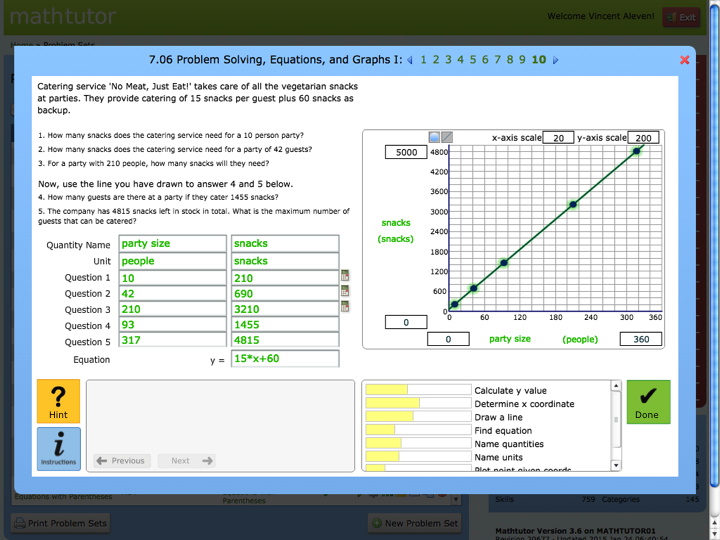 mathtutor
Welcome Vincent Aleven!
Exit
7.06 Problem Solving, Equations, and Graphs I: 1 2 3 4 5 6 7 8 9 10
Catering service 'No Meat, Just Eat!' takes care of all the vegetarian snacks
at parties. They provide catering of 15 snacks per guest plus 60 snacks as
backup.
1. How many snacks does the catering service need for a 10 person party?
2. How many snacks does the catering service need for a party of 42 guests?
3. For a party with 210 people, how many snacks will they need?
Now, use the line you have drawn to answer 4 and 5 below.
4. How many guests are there at a party if they cater 1455 snacks?
5. The company has 4815 snacks left in stock in total. What is the maximum number of
guests that can be catered?
Quantity Name party size snacks
Unit people snacks
Question 1 10 210
Question 2 42 690
Question 3 210 3210
Question 4 93 1455
Question 5 317 4815
Equation y = 15*x+60
x-axis scale 20 y-axis scale 200
5000
4800
4200
3600
3000
2400
1800
1200
600
0
snacks
(snacks)
0
0 60 120 180 240 300 360
0 party size (people) 360
Hint
Instructions
Previous Next
Calculate y value
Determine x coordinate
Draw a line
Find equation
Name quantities
Name units
Plot point given coords
Done
Equations with Parentheses
Parentheses
Skills 759 Categories 145
Print Problem Sets
New Problem Set
Mathtutor Version 3.6 on MATHTUTOR01